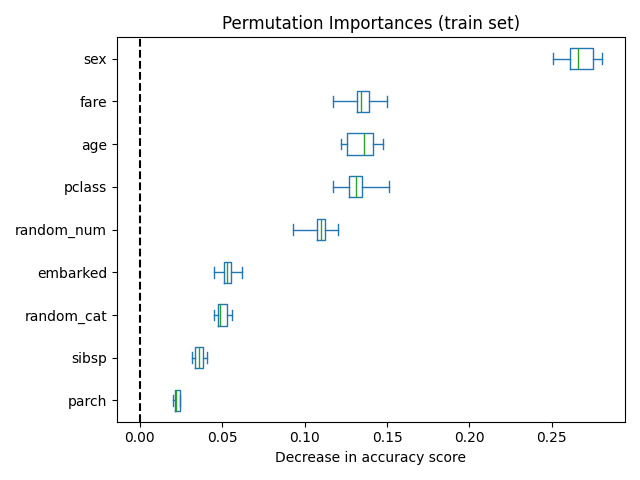 Permutation Importances (train set)
sex
fare
age
pclass
random_num
embarked
random_cat
sibsp
parch
0.00 0.05 0.10 0.15 0.20 0.25
Decrease in accuracy score